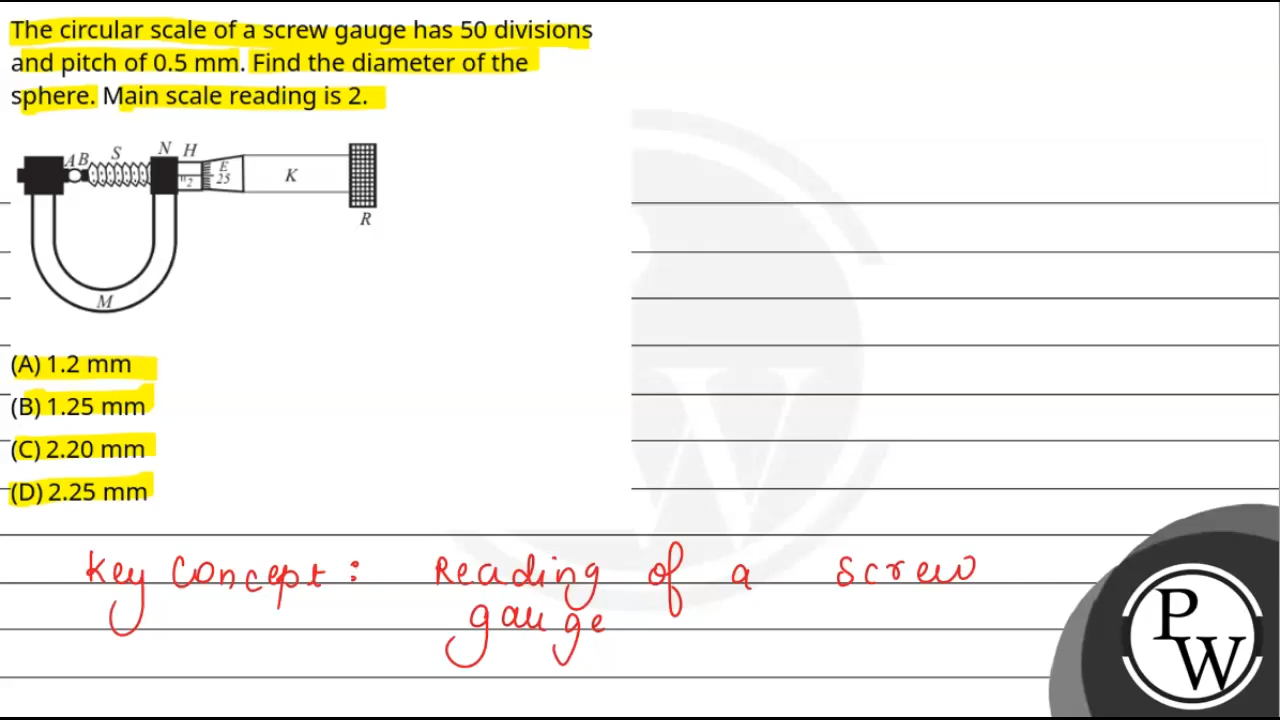 The circular scale of a screw gauge has 50 divisions
and pitch of 0.5 mm. Find the diameter of the
sphere. Main scale reading is 2.
A B S N H
E
2 25 K
R
M
(A) 1.2 mm
(B) 1.25 mm
(C) 2.20 mm
(D) 2.25 mm
Key Concept : Reading of a screw
gauge
P
W